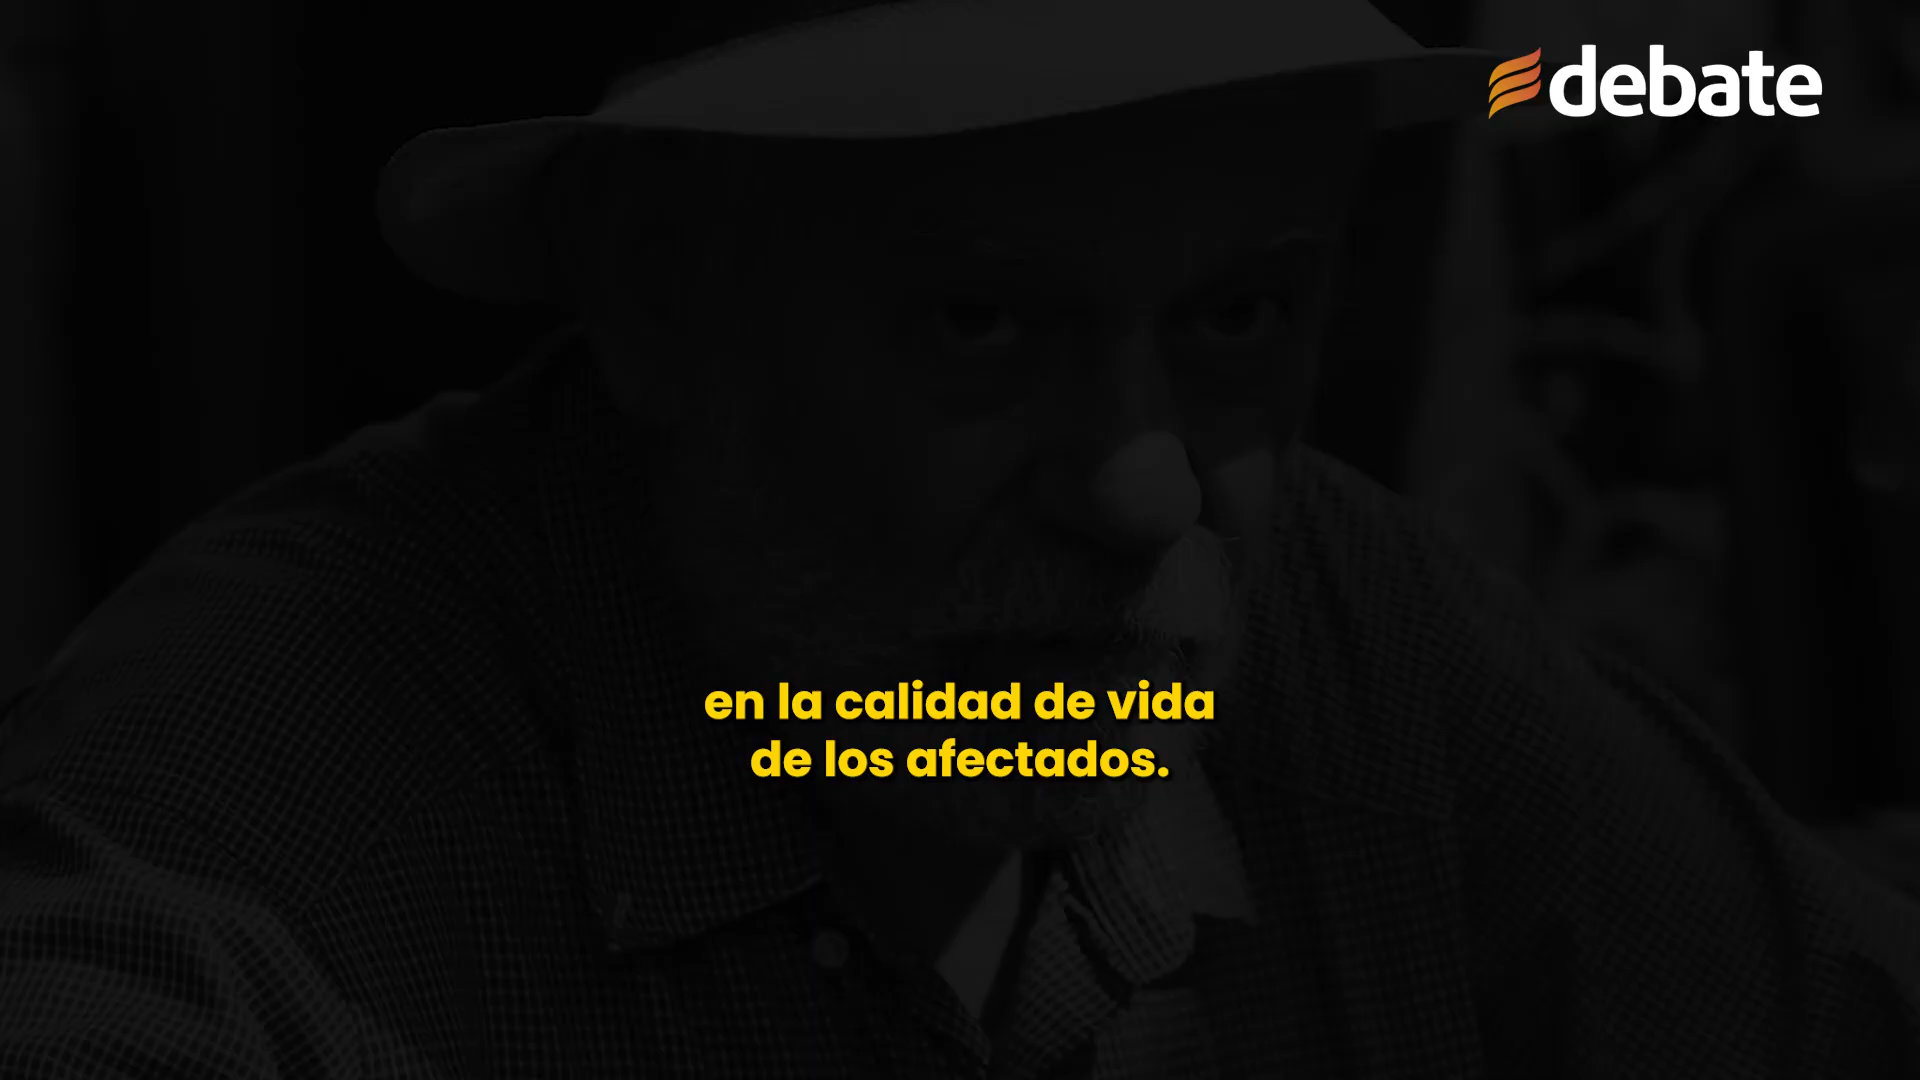 debate
en la calidad de vida
de los afectados.